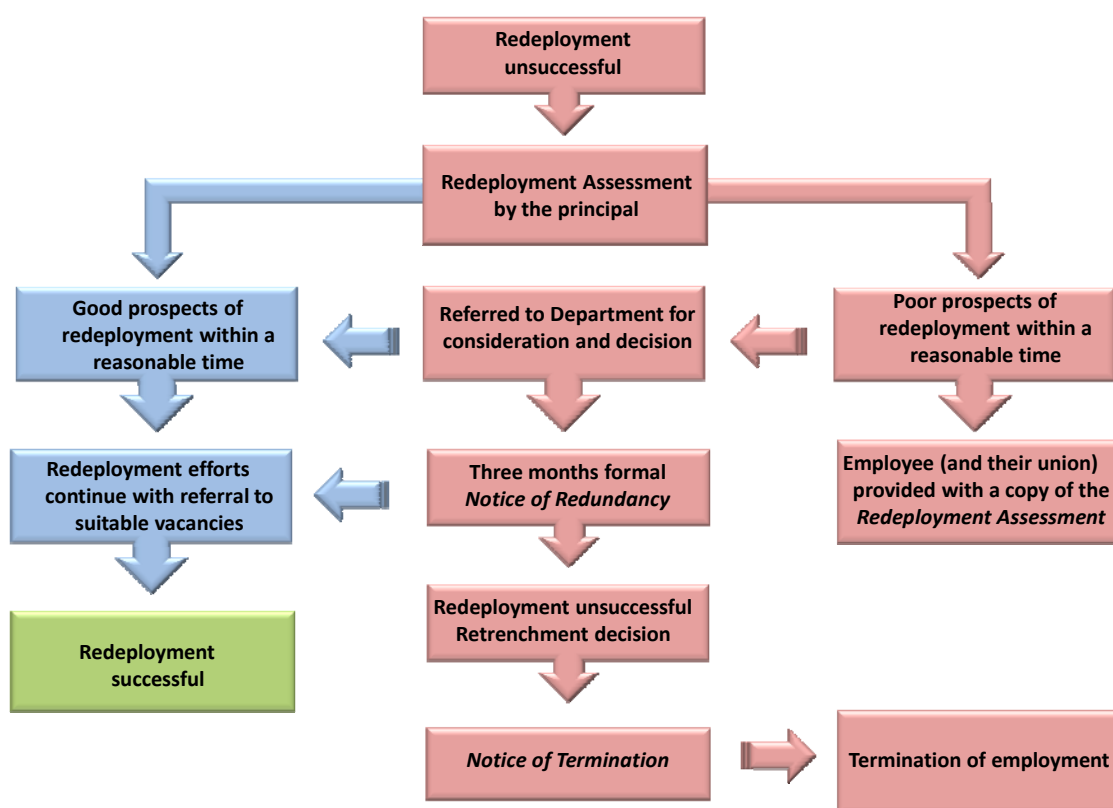 Redeployment
unsuccessful
Redeployment Assessment
by the principal
Good prospects of
redeployment within a
reasonable time
Referred to Department for
consideration and decision
Poor prospects of
redeployment within a
reasonable time
Redeployment efforts
continue with referral to
suitable vacancies
Three months formal
Notice of Redundancy
Employee (and their union)
provided with a copy of the
Redeployment Assessment
Redeployment unsuccessful
Retrenchment decision
Redeployment
successful
Notice of Termination
Termination of employment